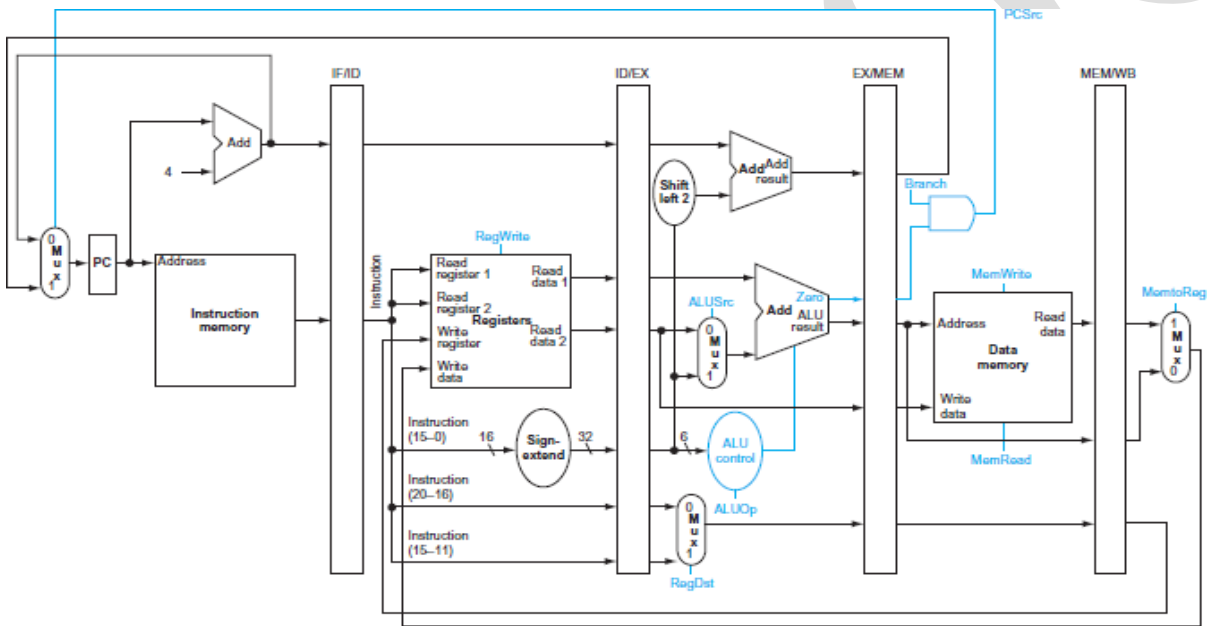 PCSrc
IF/ID
ID/EX
EX/MEM
MEM/WB
Add
4
Shift
left 2
Add Add
result
Branch
0
M
u
x
1
PC
Address
Instruction
memory
RegWrite
Instruction
Read
register 1
Read
register 2
Write
register
Write
data
Registers
Read
data 1
Read
data 2
ALUSrc
0
M
u
x
1
Zero
Add
ALU
result
MemWrite
Address
Read
data
Data
memory
Write
data
MemRead
MemtoReg
1
M
u
x
0
Instruction
(15–0)
16
Sign-
extend
32
6
ALU
control
ALUOp
Instruction
(20–16)
Instruction
(15–11)
0
M
u
x
1
RegDst